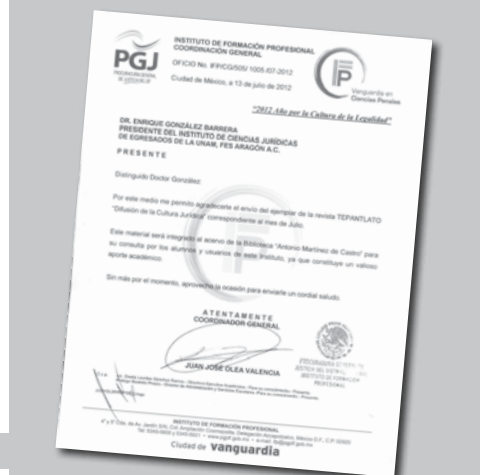 PGJ
INSTITUTO DE FORMACIÓN PROFESIONAL
COORDINACIÓN GENERAL
OFICIO No. IFP/CG/505/ 1005 /07-2012
Ciudad de México, a 13 de julio de 2012
Vanguardia en
Ciencias Penales
"2012 Año por la Cultura de la Legalidad"
DR. ENRIQUE GONZÁLEZ BARRERA
PRESIDENTE DEL INSTITUTO DE CIENCIAS JURÍDICAS
DE EGRESADOS DE LA UNAM, FES ARAGÓN A.C.
P R E S E N T E
Distinguido Doctor González:
Por este medio me permito agradecerle el envío del ejemplar de la revista TEPANTLATO
"Difusión de la Cultura Jurídica" correspondiente al mes de Julio.
Este material será integrado al acervo de la Biblioteca "Antonio Martínez de Castro" para
su consulta por los alumnos y usuarios de este Instituto, ya que constituye un valioso
aporte académico.
Sin más por el momento, aprovecho la ocasión para enviarle un cordial saludo.
A T E N T A M E N T E
COORDINADOR GENERAL
JUAN JOSÉ OLEA VALENCIA
INSTITUTO DE FORMACIÓN
PROFESIONAL
INSTITUTO DE FORMACIÓN PROFESIONAL
Ciudad de vanguardia